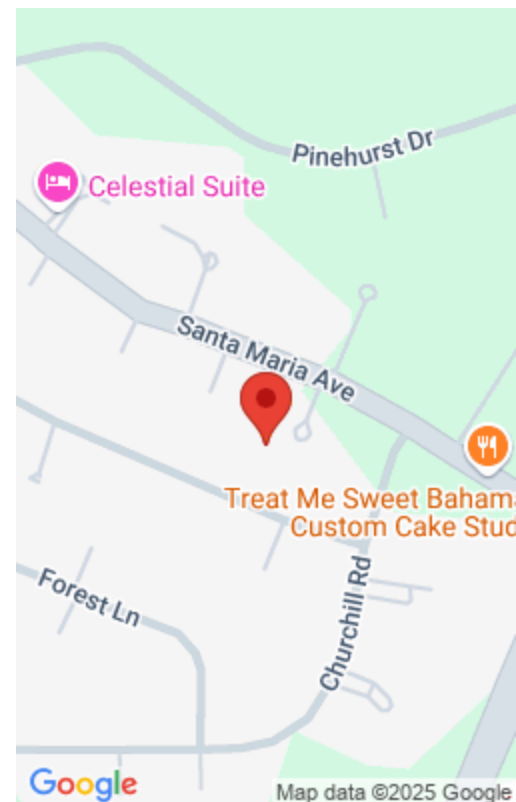 Pinehurst Dr
Celestial Suite
Santa Maria Ave
Treat Me Sweet Bahama
Custom Cake Stud
Forest Ln
Churchill Rd
Google
Map data ©2025 Google